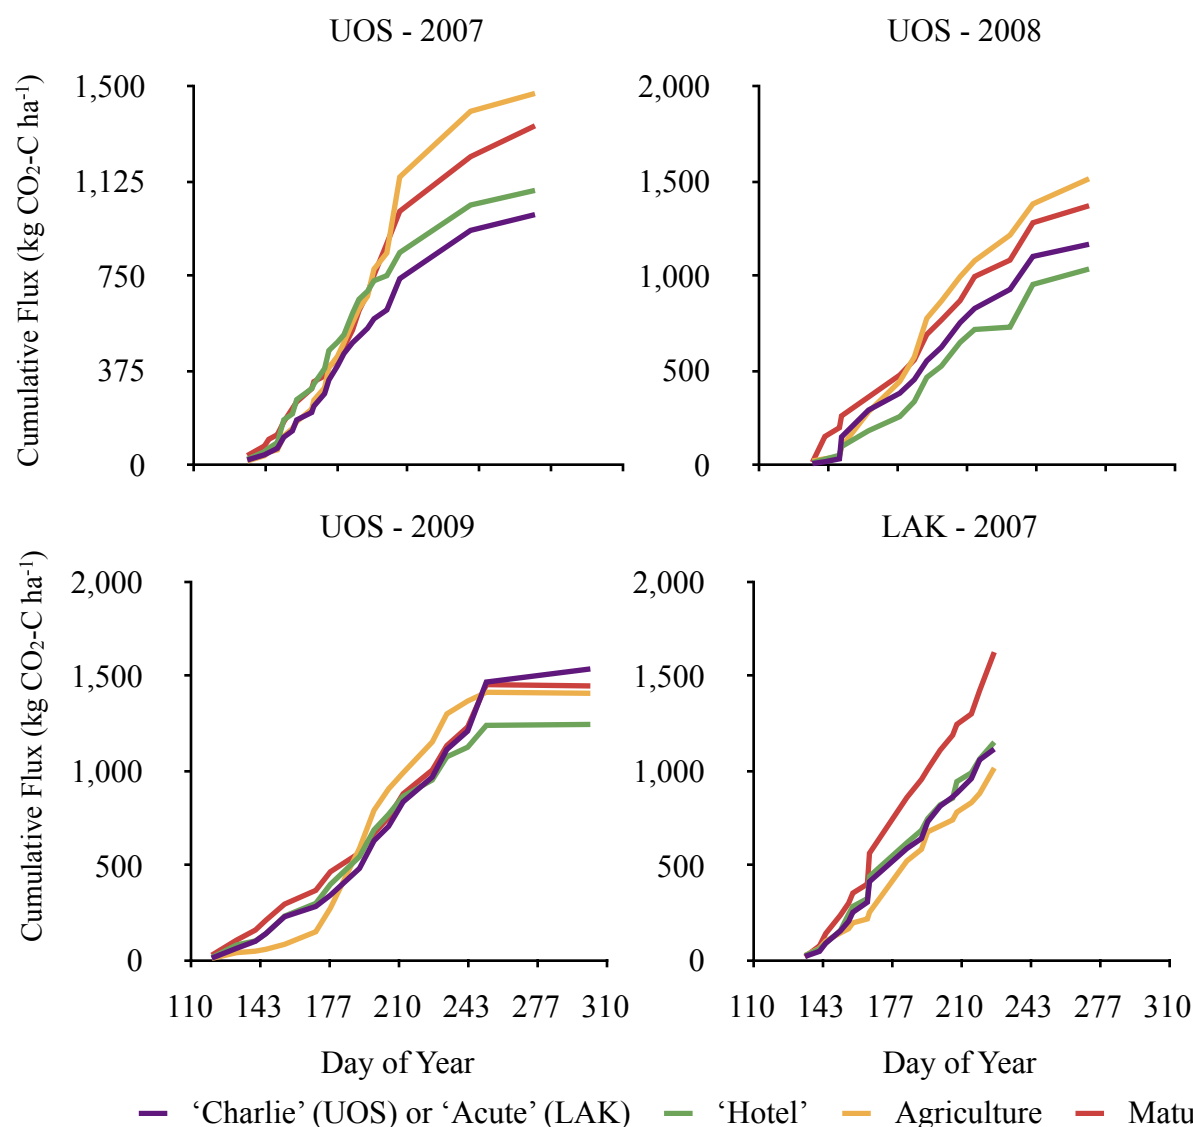 UOS - 2007
UOS - 2008
Cumulative Flux (kg CO₂-C ha⁻¹)
1,500
1,125
750
375
0
2,000
1,500
1,000
500
0
UOS - 2009
LAK - 2007
Cumulative Flux (kg CO₂-C ha⁻¹)
2,000
1,500
1,000
500
0
2,000
1,500
1,000
500
0
110 143 177 210 243 277 310
110 143 177 210 243 277 310
Day of Year
Day of Year
‘Charlie’ (UOS) or ‘Acute’ (LAK) ‘Hotel’ Agriculture Matu